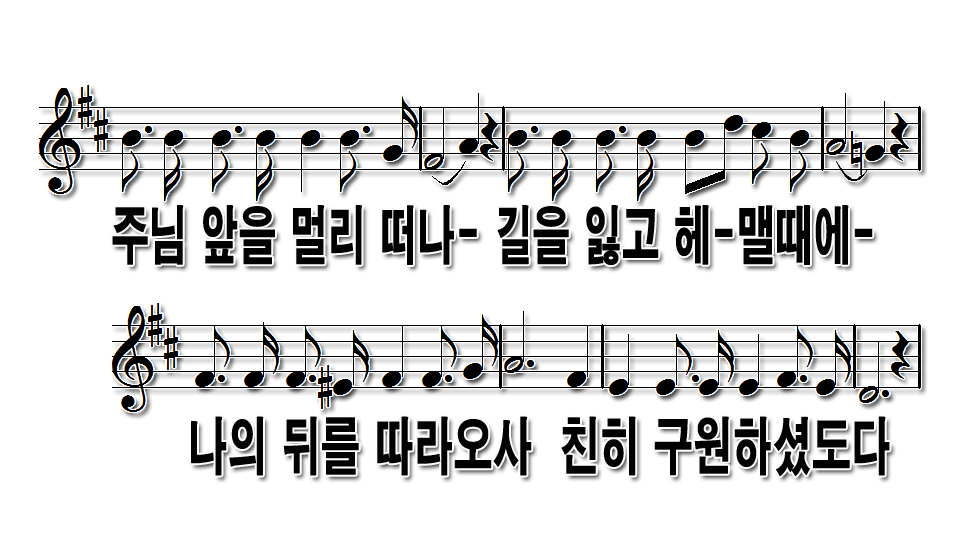 주님 앞을 멀리 떠나- 길을 잃고 헤-맬때에-
나의 뒤를 따라오사 친히 구원하셨도다